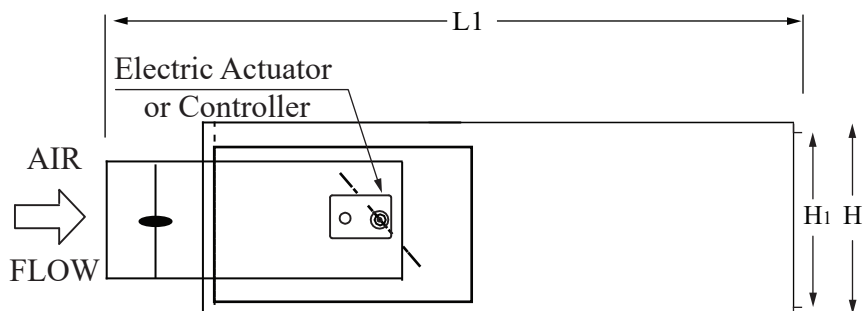 L1
Electric Actuator
or Controller
AIR
FLOW
H1
H